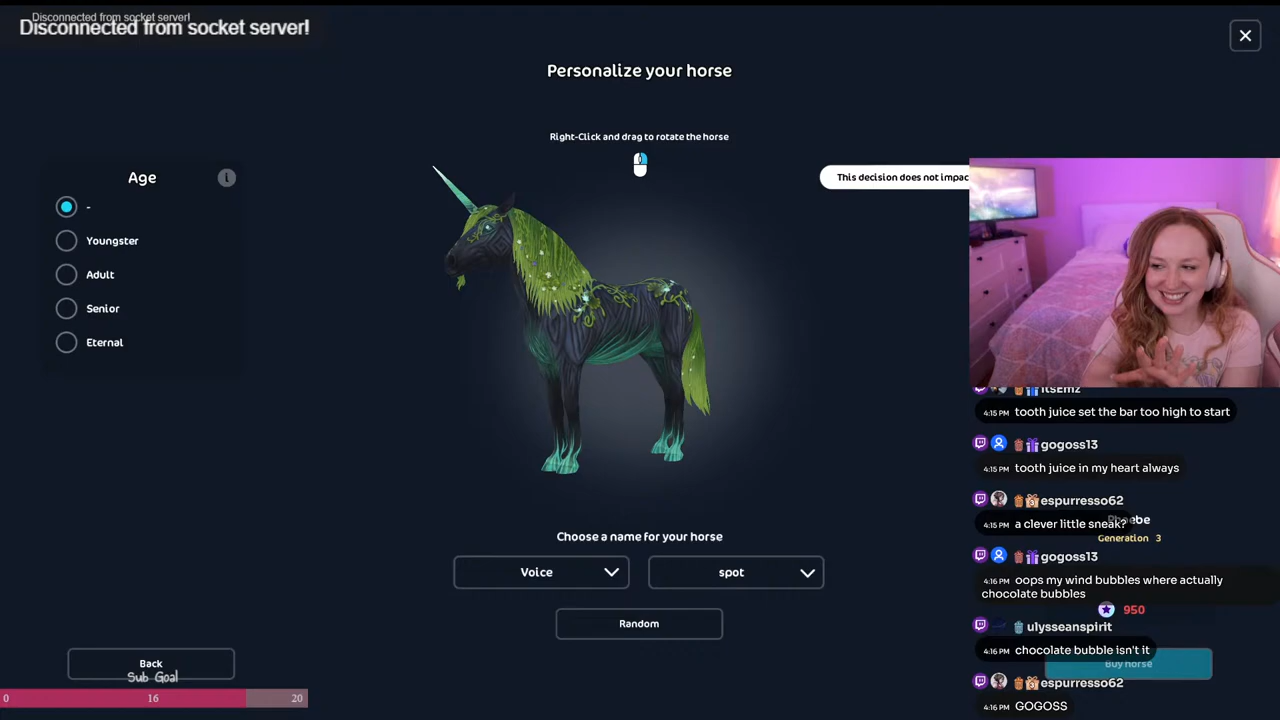 Disconnected from socket server!
Disconnected from socket server!
Personalize your horse
Right-Click and drag to rotate the horse
This decision does not impac
Age
i
-
Youngster
Adult
Senior
Eternal
Choose a name for your horse
Voice
spot
Random
Back
Sub Goal
0
16
20
itsEmz
4:15 PM tooth juice set the bar too high to start
gogoss13
4:15 PM tooth juice in my heart always
espurresso62
4:15 PM a clever little sneak?
Generation 3
gogoss13
4:16 PM oops my wind bubbles where actually
chocolate bubbles
950
ulysseanspirit
4:16 PM chocolate bubble isn't it
Buy horse
espurresso62
4:16 PM GOGOSS